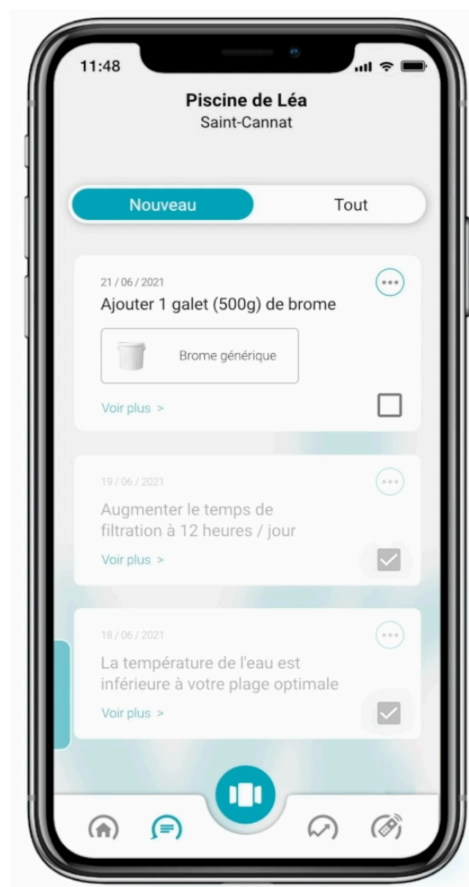 11:48
Piscine de Léa
Saint-Cannat
Nouveau
Tout
21 / 06 / 2021
Ajouter 1 galet (500g) de brome
Brome générique
Voir plus >
19 / 06 / 2021
Augmenter le temps de
filtration à 12 heures / jour
Voir plus >
18 / 06 / 2021
La température de l'eau est
inférieure à votre plage optimale
Voir plus >